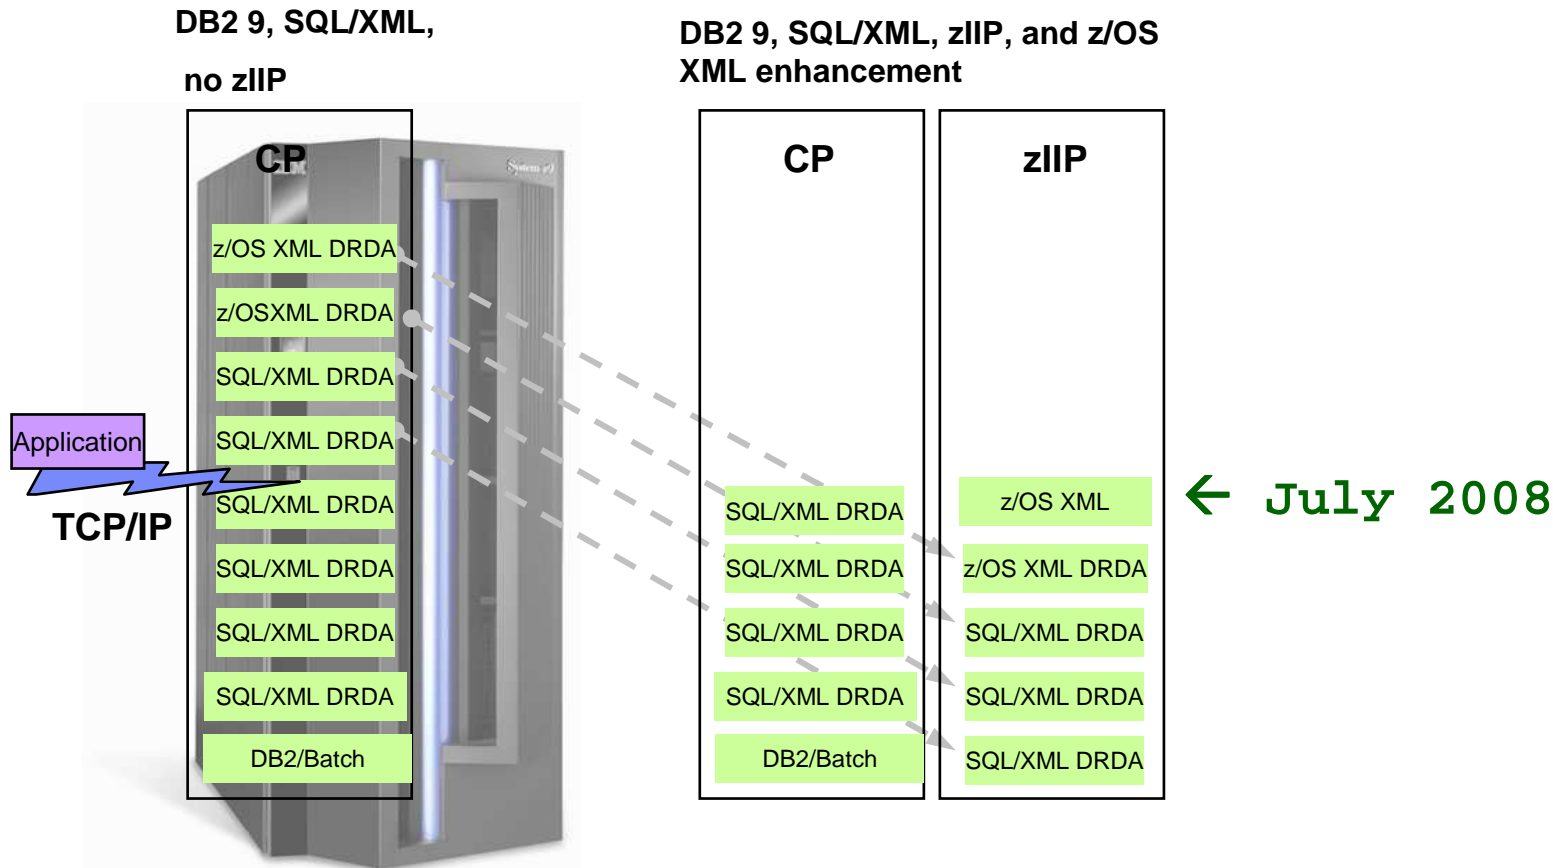 DB2 9, SQL/XML,
no zIIP
DB2 9, SQL/XML, zIIP, and z/OS
XML enhancement
CP
System z9
z/OS XML DRDA
z/OSXML DRDA
SQL/XML DRDA
SQL/XML DRDA
SQL/XML DRDA
SQL/XML DRDA
SQL/XML DRDA
SQL/XML DRDA
DB2/Batch
Application
TCP/IP
CP
SQL/XML DRDA
SQL/XML DRDA
SQL/XML DRDA
SQL/XML DRDA
DB2/Batch
zIIP
z/OS XML
z/OS XML DRDA
SQL/XML DRDA
SQL/XML DRDA
SQL/XML DRDA
← July 2008